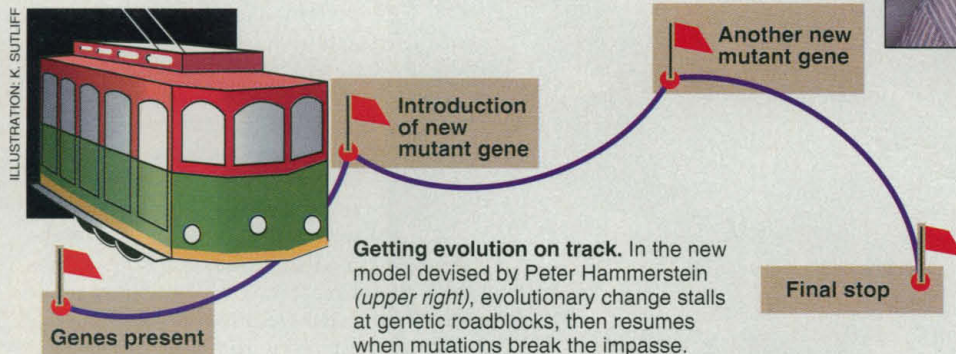 ILLUSTRATION: K. SUTLIFF
Another new
mutant gene
Introduction
of new
mutant gene
Getting evolution on track. In the new
model devised by Peter Hammerstein
(upper right), evolutionary change stalls
at genetic roadblocks, then resumes
when mutations break the impasse.
Final stop
Genes present